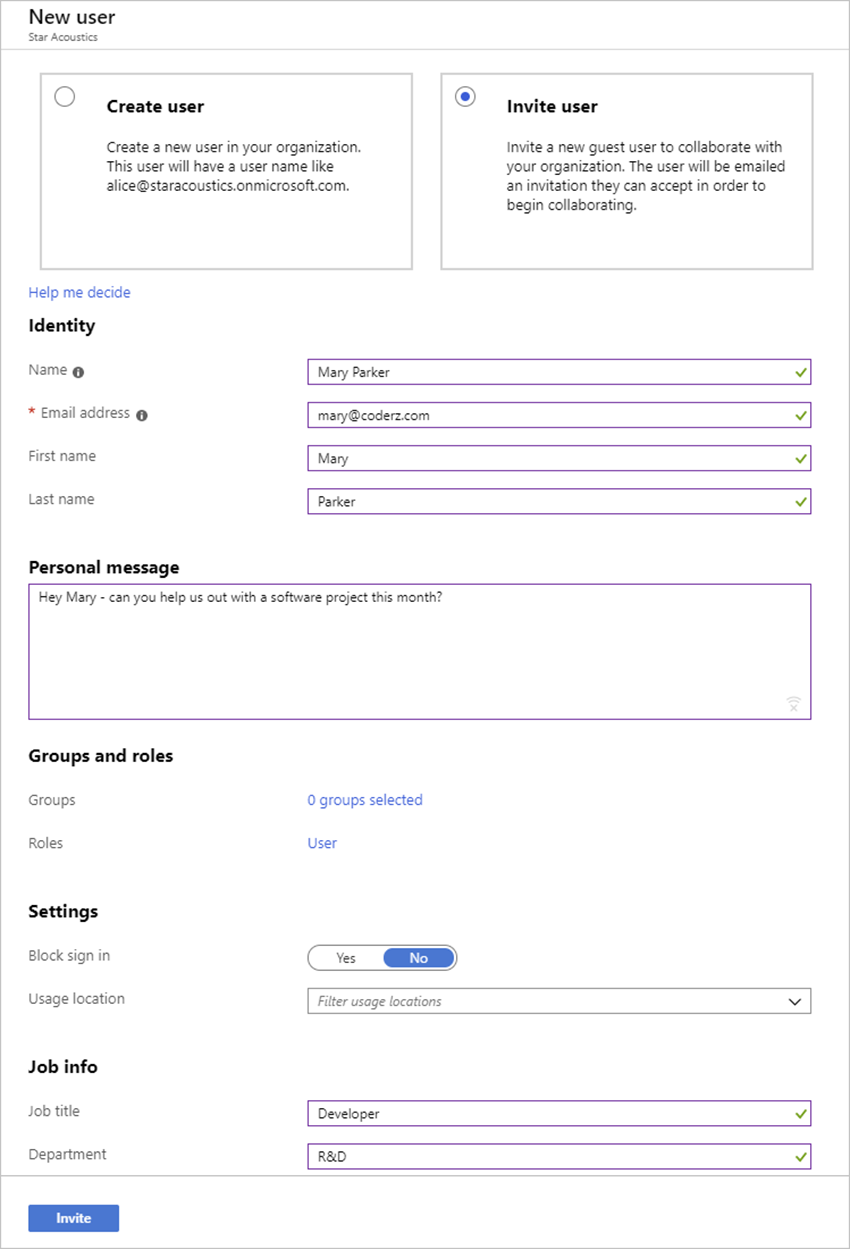 New user
Star Acoustics
Create user
Create a new user in your organization.
This user will have a user name like
alice@staracoustics.onmicrosoft.com.
Invite user
Invite a new guest user to collaborate with
your organization. The user will be emailed
an invitation they can accept in order to
begin collaborating.
Help me decide
Identity
Name
Mary Parker
* Email address
mary@coderz.com
First name
Mary
Last name
Parker
Personal message
Hey Mary - can you help us out with a software project this month?
Groups and roles
Groups
0 groups selected
Roles
User
Settings
Block sign in
Yes No
Usage location
Filter usage locations
Job info
Job title
Developer
Department
R&D
Invite